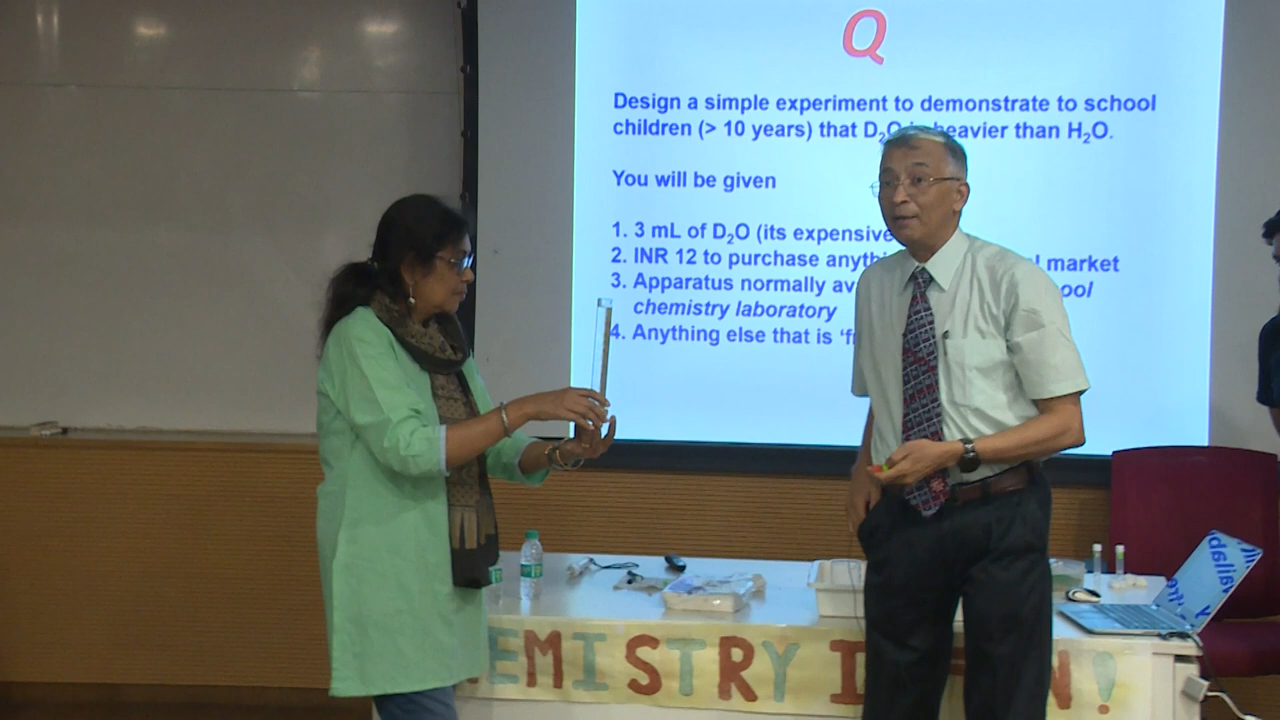 Q
Design a simple experiment to demonstrate to school
children (> 10 years) that D₂O is heavier than H₂O.
You will be given
1. 3 mL of D₂O (its expensive
2. INR 12 to purchase market
3. Apparatus normally
chemistry laboratory
4. Anything else that is
EMISTRY I N!